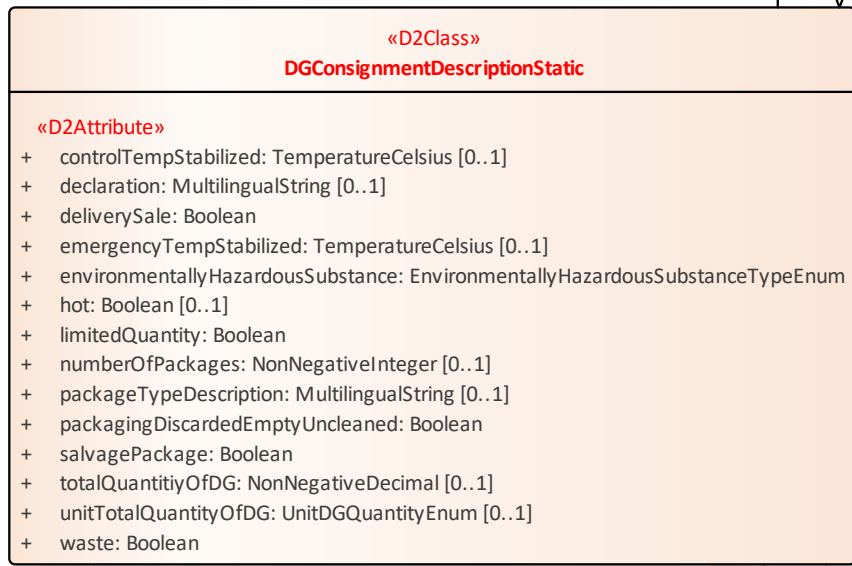 «D2Class»
DGConsignmentDescriptionStatic
«D2Attribute»
+ controlTempStabilized: TemperatureCelsius [0..1]
+ declaration: MultilingualString [0..1]
+ deliverySale: Boolean
+ emergencyTempStabilized: TemperatureCelsius [0..1]
+ environmentallyHazardousSubstance: EnvironmentallyHazardousSubstanceTypeEnum
+ hot: Boolean [0..1]
+ limitedQuantity: Boolean
+ numberOfPackages: NonNegativeInteger [0..1]
+ packageTypeDescription: MultilingualString [0..1]
+ packagingDiscardedEmptyUncleaned: Boolean
+ salvagePackage: Boolean
+ totalQuantitiyOfDG: NonNegativeDecimal [0..1]
+ unitTotalQuantityOfDG: UnitDGQuantityEnum [0..1]
+ waste: Boolean